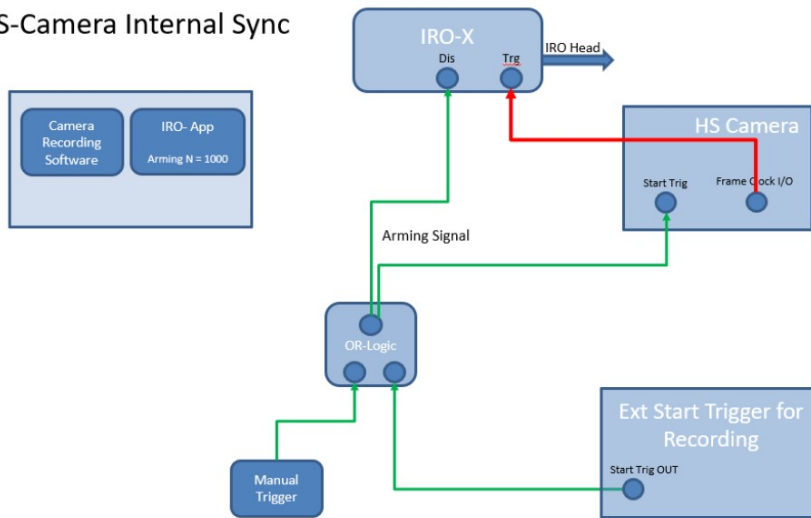 S-Camera Internal Sync
IRO-X
Dis
Trg
IRO Head
Camera
Recording
Software
IRO- App
Arming N = 1000
HS Camera
Start Trig
Frame Clock I/O
Arming Signal
OR-Logic
Ext Start Trigger for
Recording
Start Trig OUT
Manual
Trigger